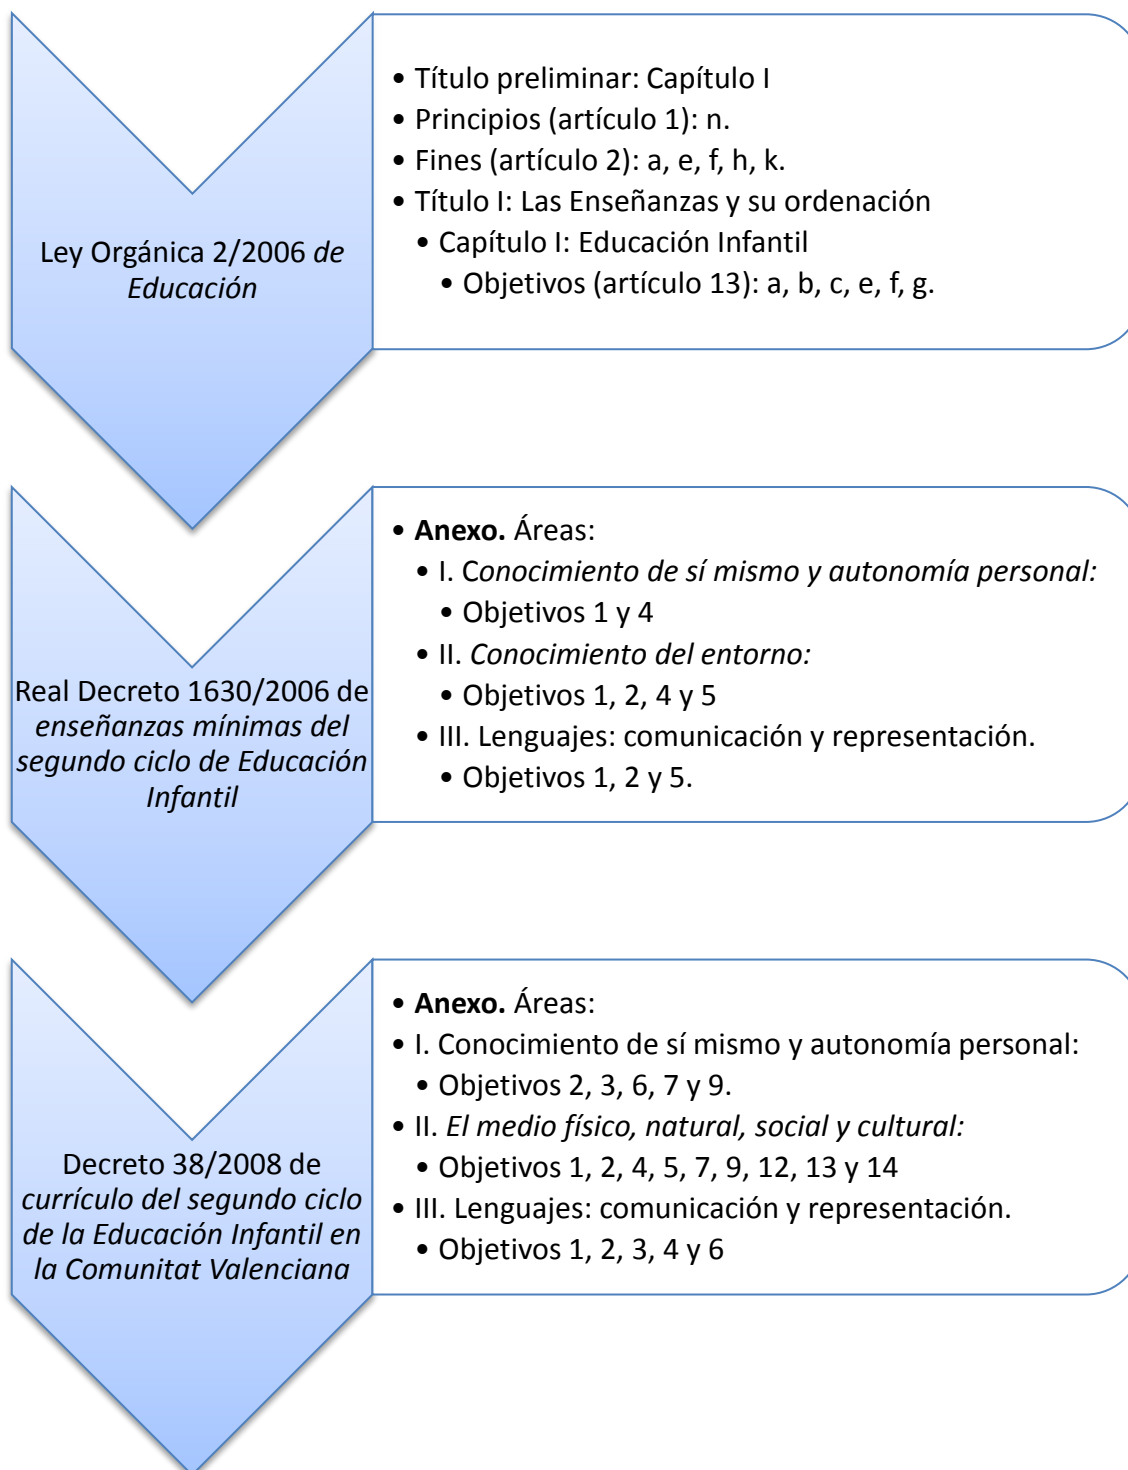 Ley Orgánica 2/2006 de
Educación
• Título preliminar: Capítulo I
• Principios (artículo 1): n.
• Fines (artículo 2): a, e, f, h, k.
• Título I: Las Enseñanzas y su ordenación
• Capítulo I: Educación Infantil
• Objetivos (artículo 13): a, b, c, e, f, g.
Real Decreto 1630/2006 de
enseñanzas mínimas del
segundo ciclo de Educación
Infantil
• Anexo. Áreas:
• I. Conocimiento de sí mismo y autonomía personal:
• Objetivos 1 y 4
• II. Conocimiento del entorno:
• Objetivos 1, 2, 4 y 5
• III. Lenguajes: comunicación y representación.
• Objetivos 1, 2 y 5.
Decreto 38/2008 de
currículo del segundo ciclo
de la Educación Infantil en
la Comunitat Valenciana
• Anexo. Áreas:
• I. Conocimiento de sí mismo y autonomía personal:
• Objetivos 2, 3, 6, 7 y 9.
• II. El medio físico, natural, social y cultural:
• Objetivos 1, 2, 4, 5, 7, 9, 12, 13 y 14
• III. Lenguajes: comunicación y representación.
• Objetivos 1, 2, 3, 4 y 6